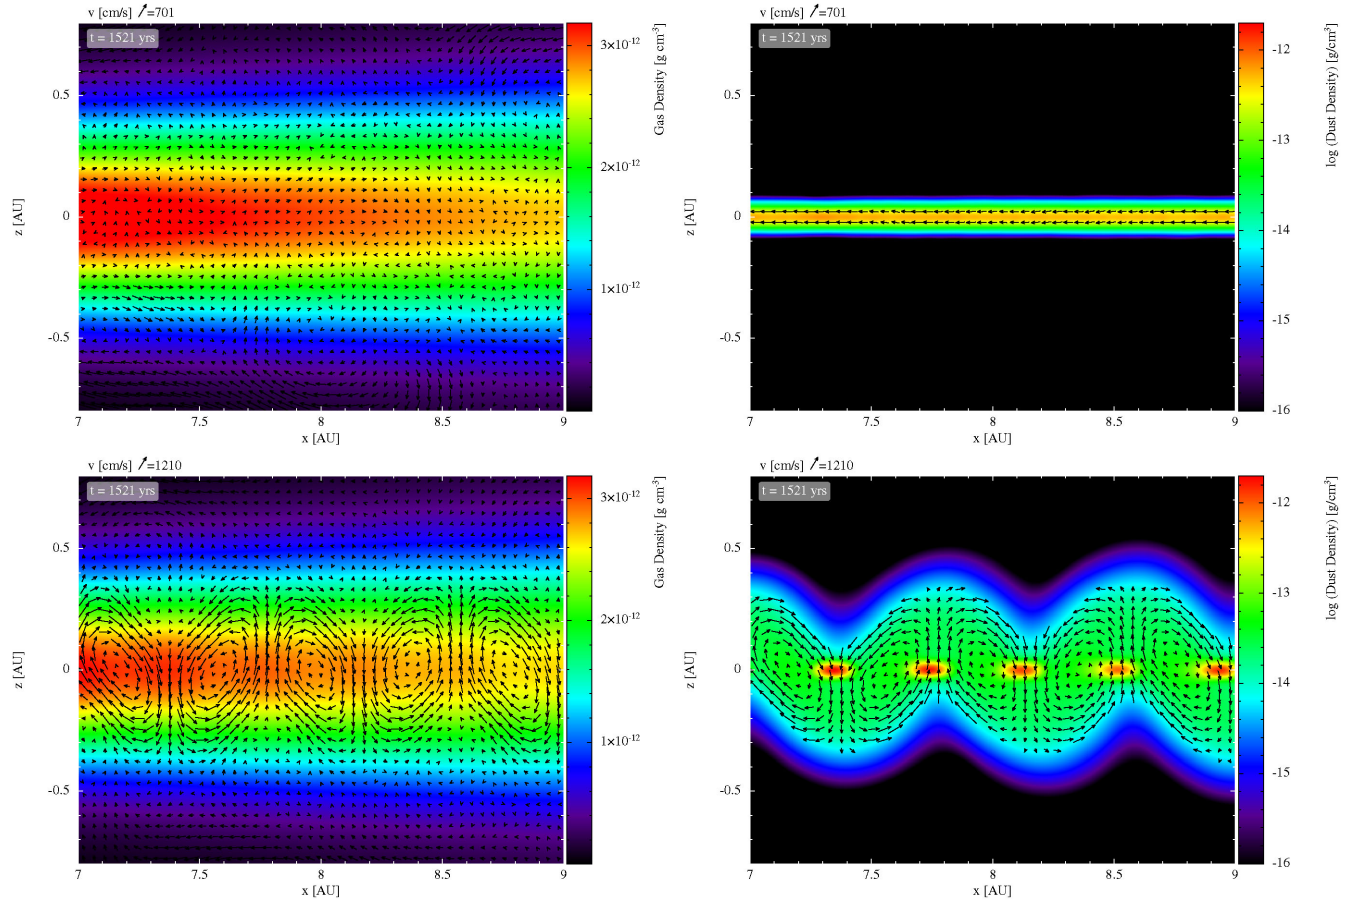 v [cm/s] =701
t = 1521 yrs
0.5
0
-0.5
z [AU]
7 7.5 8 8.5 9
x [AU]
3×10⁻¹²
2×10⁻¹²
1×10⁻¹²
Gas Density [g cm⁻³]
v [cm/s] =701
t = 1521 yrs
0.5
0
-0.5
z [AU]
7 7.5 8 8.5 9
x [AU]
-12
-13
-14
-15
-16
log (Dust Density) [g/cm³]
v [cm/s] =1210
t = 1521 yrs
0.5
0
-0.5
z [AU]
7 7.5 8 8.5 9
x [AU]
3×10⁻¹²
2×10⁻¹²
1×10⁻¹²
Gas Density [g cm⁻³]
v [cm/s] =1210
t = 1521 yrs
0.5
0
-0.5
z [AU]
7 7.5 8 8.5 9
x [AU]
-12
-13
-14
-15
-16
log (Dust Density) [g/cm³]